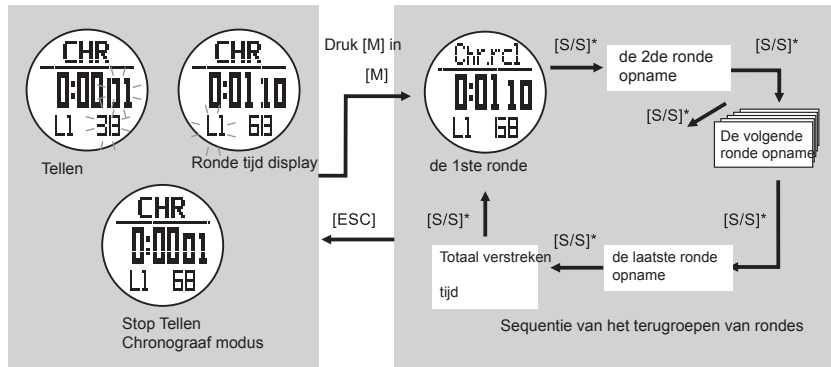 CHR
0:00 01
L1 33
Tellen
CHR
0:01 10
L1 68
Ronde tijd display
CHR
0:00 01
L1 68
Stop Tellen
Chronograaf modus
Druk [M] in
[M]
[ESC]
Chr.rcl
0:01 10
L1 68
de 1ste ronde
[S/S]*
de 2de ronde
opname
[S/S]*
[S/S]*
De volgende
ronde opname
[S/S]*
de laatste ronde
opname
[S/S]*
Totaal verstreken
tijd
[S/S]*
Sequentie van het terugroepen van rondes